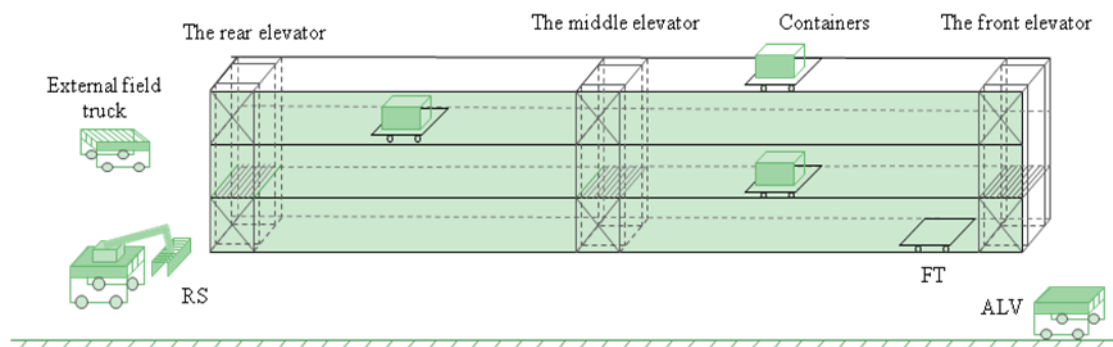 The rear elevator
The middle elevator
Containers
The front elevator
External field
truck
RS
FT
ALV